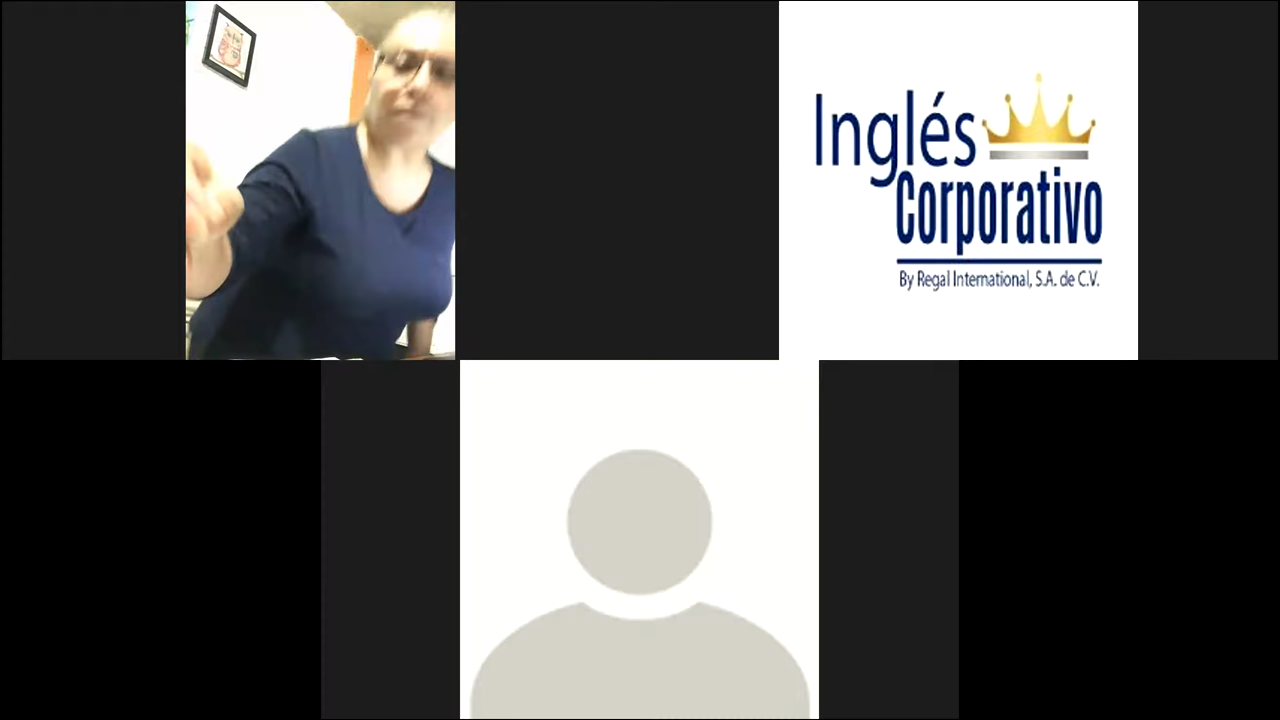 Inglés
Corporativo
By Regal International, S.A. de C.V.